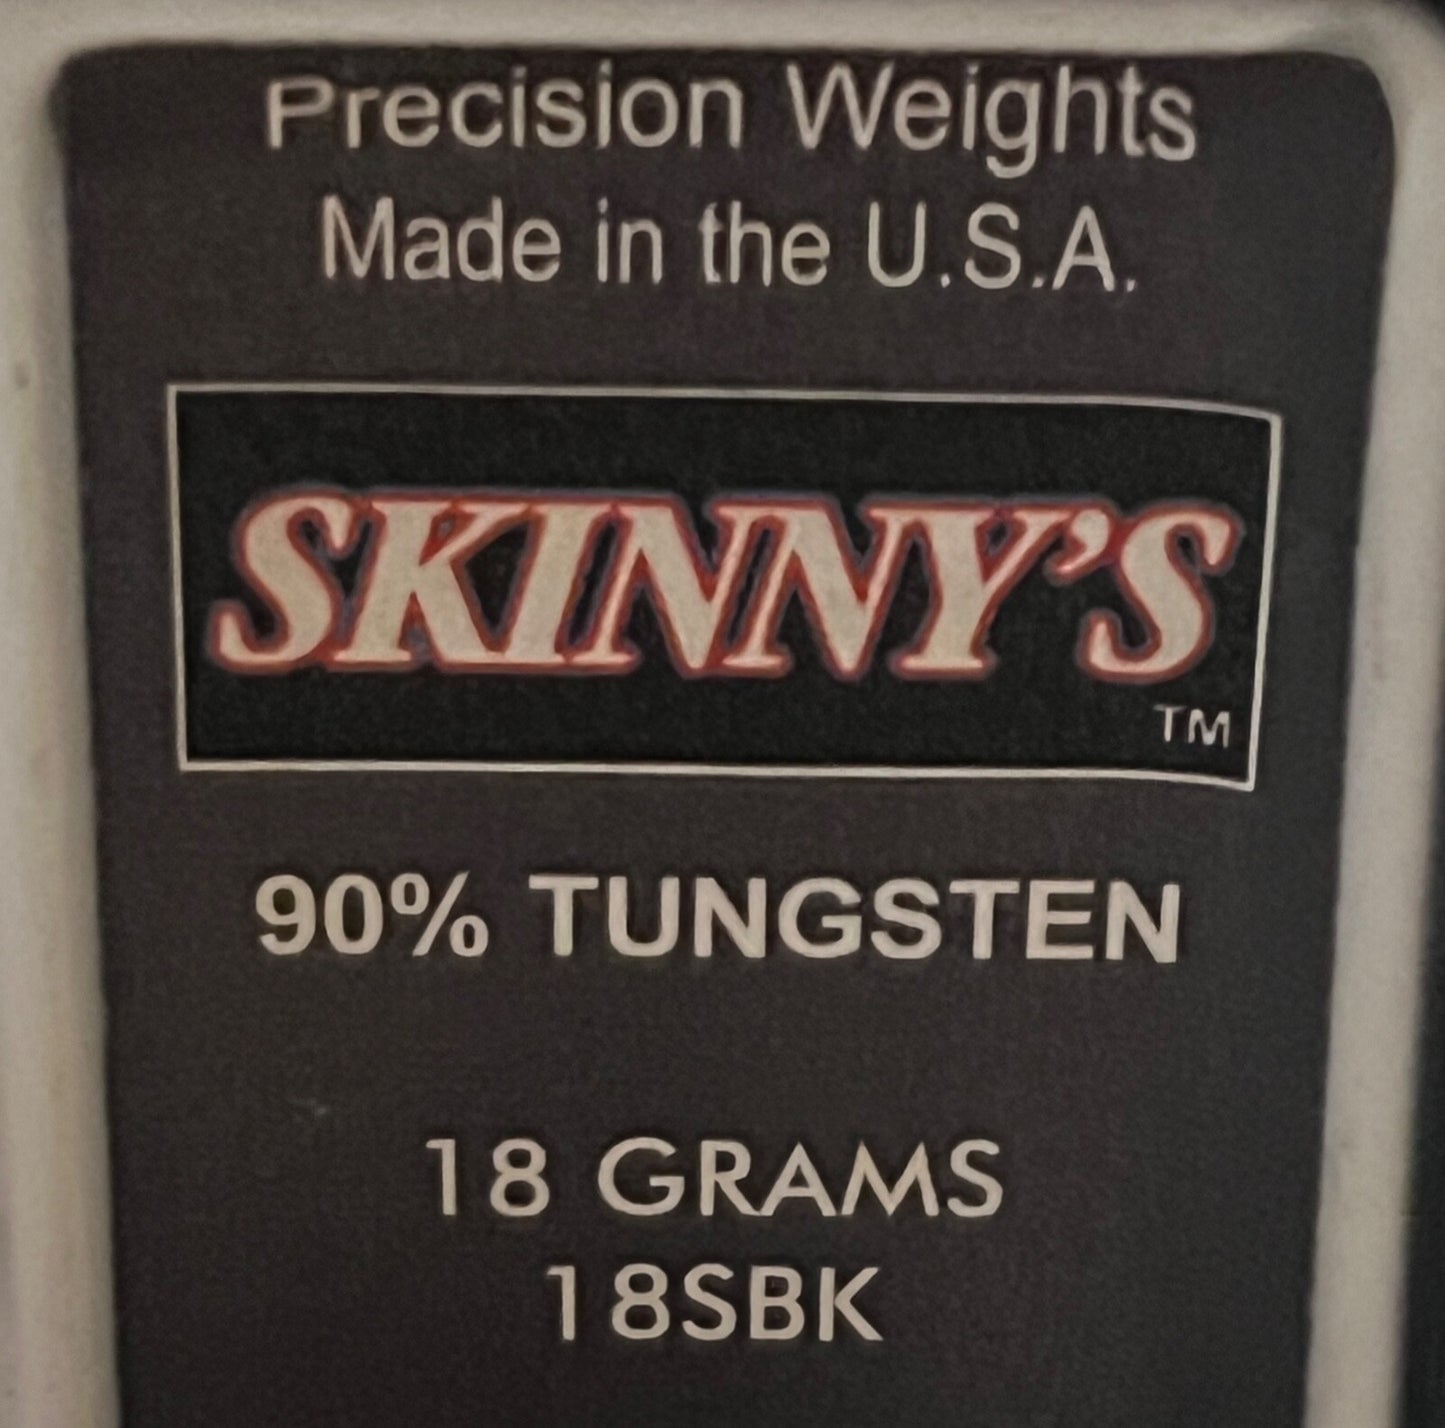 Precision Weights
Made in the U.S.A.
SKINNY'S
TM
90% TUNGSTEN
18 GRAMS
18SBK